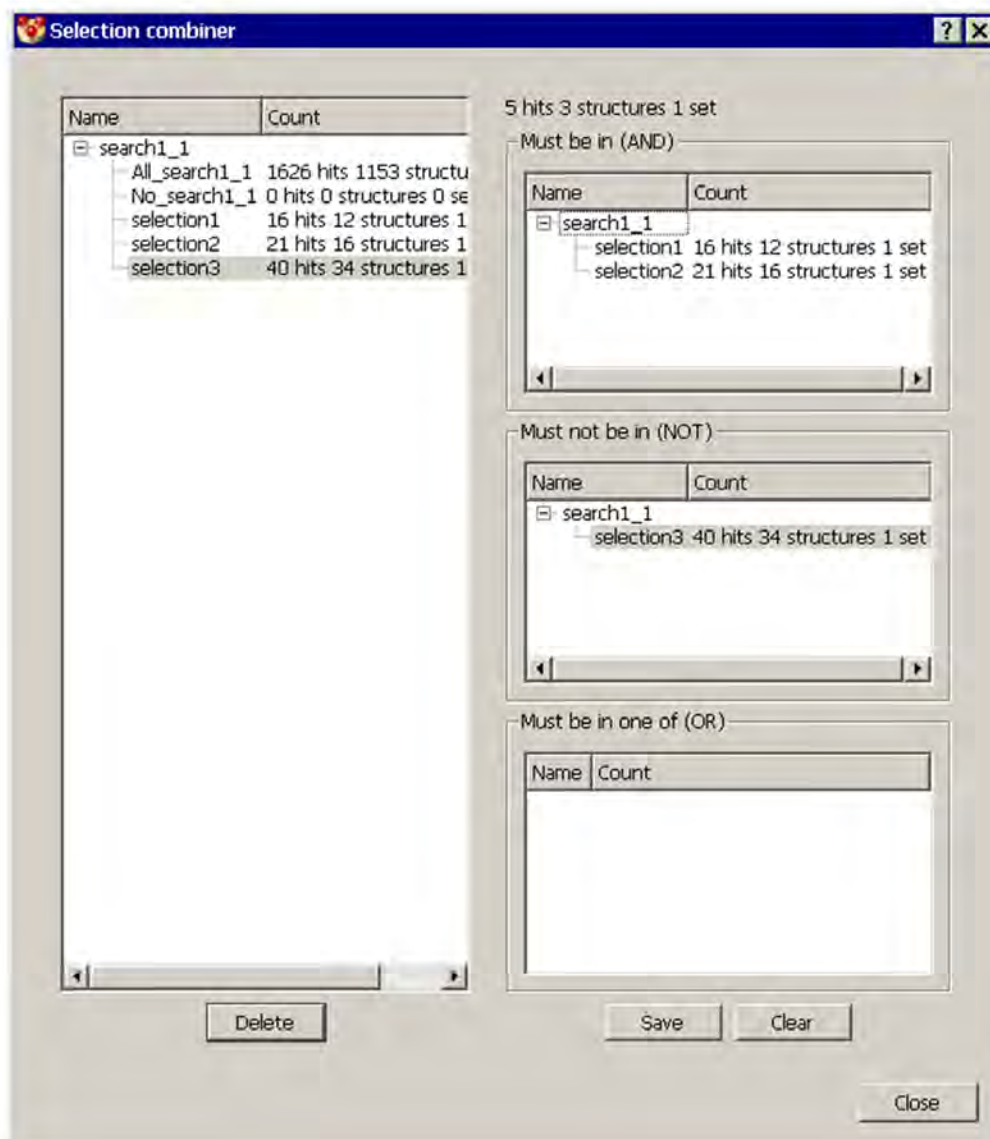 Selection combiner
Name Count
search1_1
All_search1_1 1626 hits 1153 structu
No_search1_1 0 hits 0 structures 0 se
selection1 16 hits 12 structures 1
selection2 21 hits 16 structures 1
selection3 40 hits 34 structures 1
Delete
5 hits 3 structures 1 set
Must be in (AND)
Name Count
search1_1
selection1 16 hits 12 structures 1 set
selection2 21 hits 16 structures 1 set
Must not be in (NOT)
Name Count
search1_1
selection3 40 hits 34 structures 1 set
Must be in one of (OR)
Name Count
Save Clear
Close